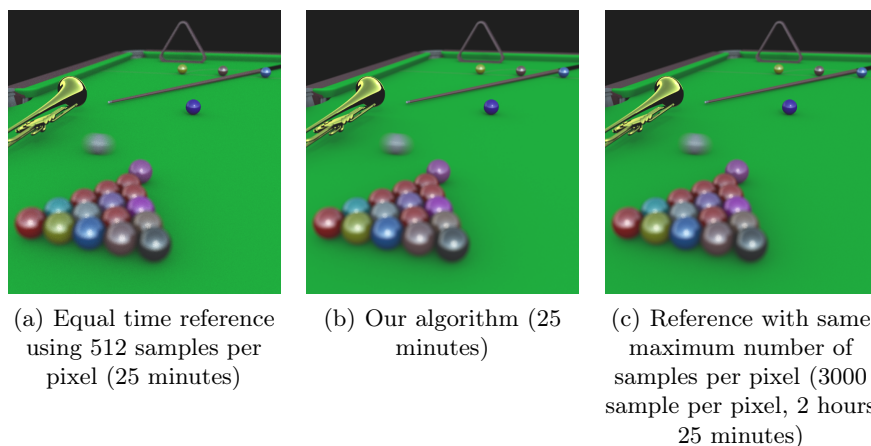 (a) Equal time reference
using 512 samples per
pixel (25 minutes)
(b) Our algorithm (25
minutes)
(c) Reference with same
maximum number of
samples per pixel (3000
sample per pixel, 2 hours
25 minutes)